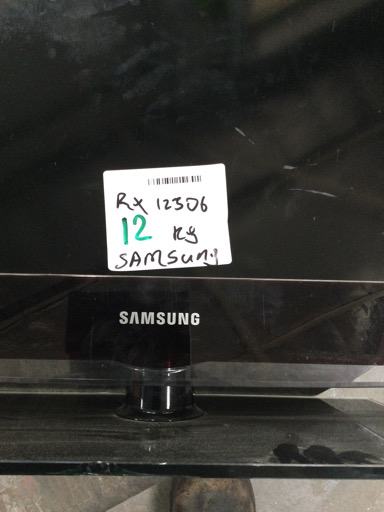 Rx 12306
12 kg
SAMSUng
SAMSUNG